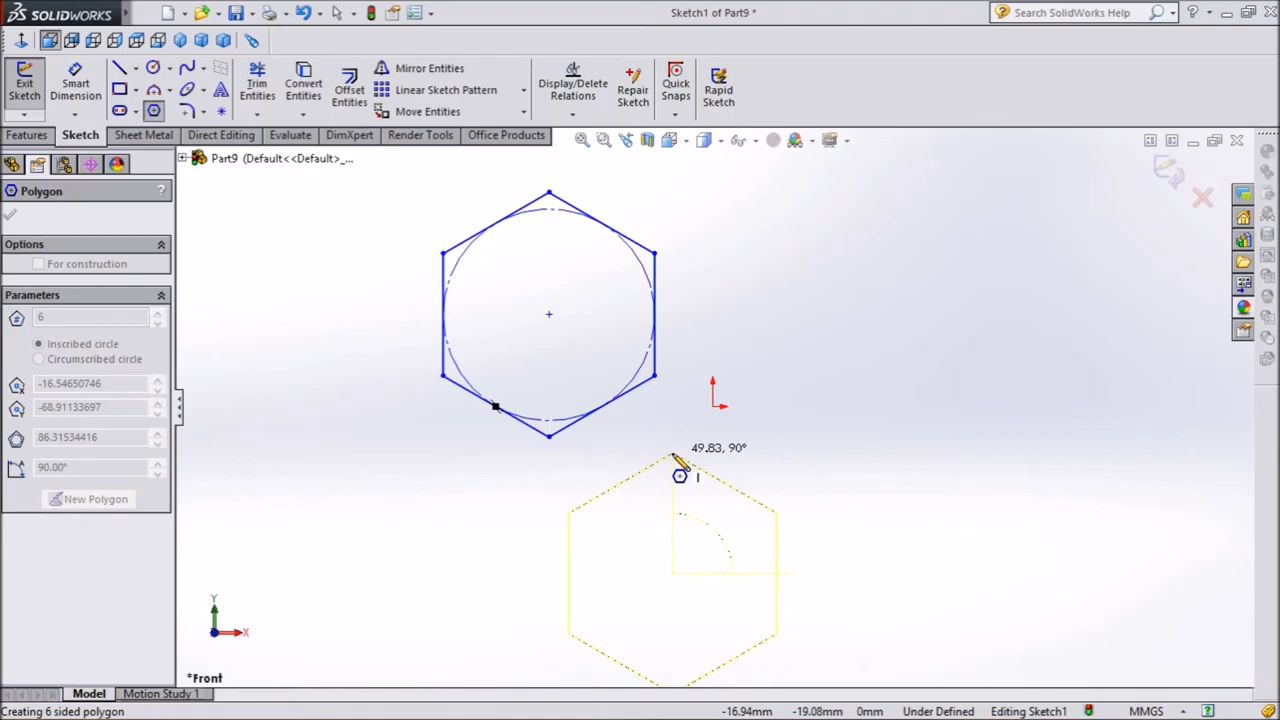 SOLIDWORKS
Sketch1 of Part9 *
Search SolidWorks Help
Exit Sketch
Smart Dimension
Trim Entities
Convert Entities
Offset Entities
Mirror Entities
Linear Sketch Pattern
Move Entities
Display/Delete Relations
Repair Sketch
Quick Snaps
Rapid Sketch
Features
Sketch
Sheet Metal
Direct Editing
Evaluate
DimXpert
Render Tools
Office Products
Part9 (Default<<Default>_...
Polygon
?
Options
For construction
Parameters
6
Inscribed circle
Circumscribed circle
-16.54650746
-68.91133697
86.31534416
90.00°
New Polygon
49.83, 90°
Y
X
*Front
Model
Motion Study 1
Creating 6 sided polygon
-16.94mm
-19.08mm
0mm
Under Defined
Editing Sketch1
MMGS